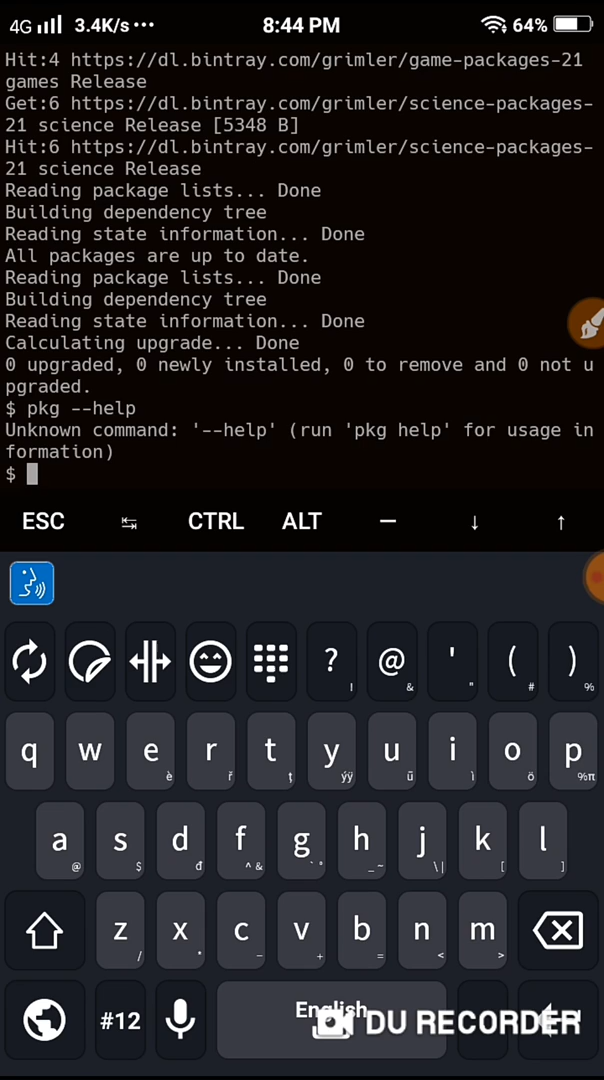 4G 3.4K/s ••• 8:44 PM 64%
Hit:4 https://dl.bintray.com/grimler/game-packages-21
games Release
Get:6 https://dl.bintray.com/grimler/science-packages-
21 science Release [5348 B]
Hit:6 https://dl.bintray.com/grimler/science-packages-
21 science Release
Reading package lists... Done
Building dependency tree
Reading state information... Done
All packages are up to date.
Reading package lists... Done
Building dependency tree
Reading state information... Done
Calculating upgrade... Done
0 upgraded, 0 newly installed, 0 to remove and 0 not u
pgraded.
$ pkg --help
Unknown command: '--help' (run 'pkg help' for usage in
formation)
$
ESC ↹ CTRL ALT — ↓ ↑
? ! @ & ' " ( # ) %
q w e è r ř t ț y ýÿ u ū i ì o ö p %π
a @ s $ d đ f ^ & g ` ° h _ ~ j \ | k [ l ]
z / x * c − v + b = n < m >
#12 English
DU RECORDER